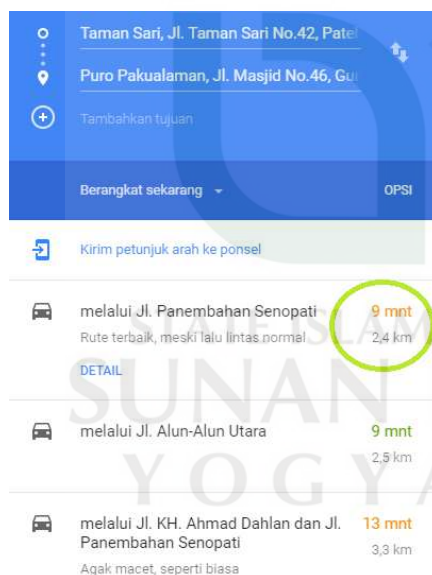 Taman Sari, Jl. Taman Sari No.42, Pate
Puro Pakualaman, Jl. Masjid No.46, Gu
Tambahkan tujuan
Berangkat sekarang OPSI
Kirim petunjuk arah ke ponsel
melalui Jl. Panembahan Senopati 9 mnt
Rute terbaik, meski lalu lintas normal 2,4 km
DETAIL
melalui Jl. Alun-Alun Utara 9 mnt
2,5 km
melalui Jl. KH. Ahmad Dahlan dan Jl. 13 mnt
Panembahan Senopati 3,3 km
Agak macet, seperti biasa
STATE ISLAM
SUNAN
YOGYA